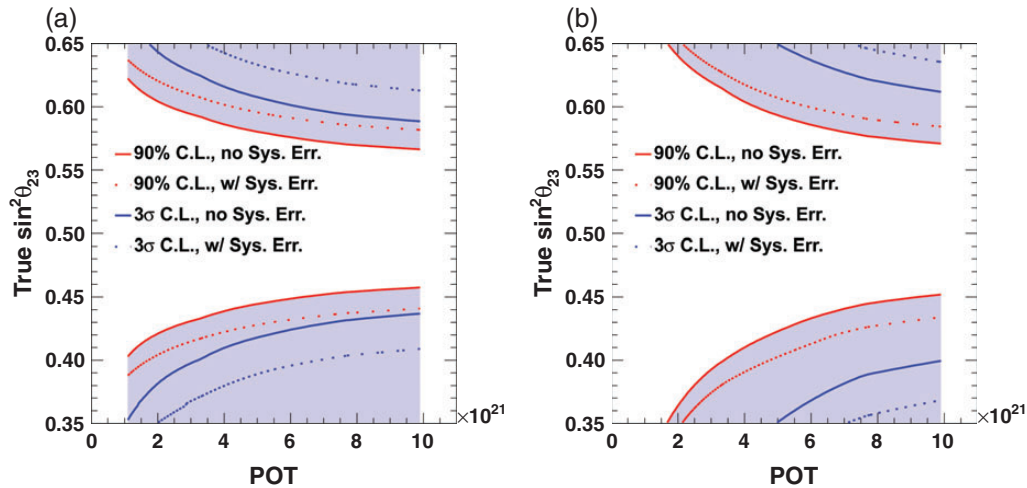 (a)
True sin²θ₂₃
0.65
0.60
0.55
0.50
0.45
0.40
0.35
90% C.L., no Sys. Err.
90% C.L., w/ Sys. Err.
3σ C.L., no Sys. Err.
3σ C.L., w/ Sys. Err.
0 2 4 6 8 10
×10²¹
POT
(b)
True sin²θ₂₃
0.65
0.60
0.55
0.50
0.45
0.40
0.35
90% C.L., no Sys. Err.
90% C.L., w/ Sys. Err.
3σ C.L., no Sys. Err.
3σ C.L., w/ Sys. Err.
0 2 4 6 8 10
×10²¹
POT